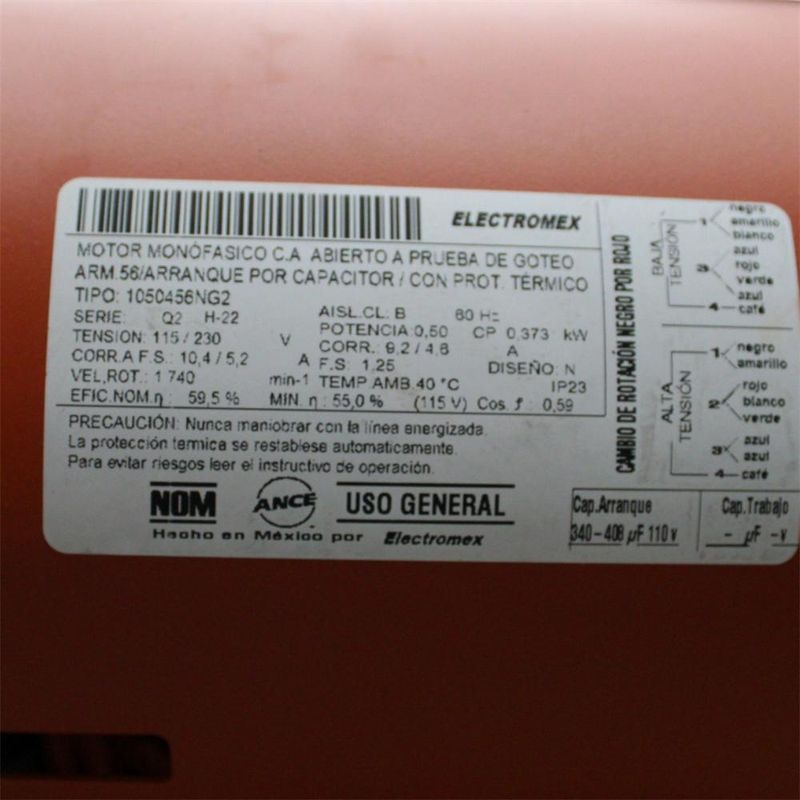 ELECTROMEX
MOTOR MONOFASICO C.A ABIERTO A PRUEBA DE GOTEO
ARM.56/ARRANQUE POR CAPACITOR / CON PROT. TÉRMICO
TIPO: 1050456NG2
SERIE: Q2 H-22 AISL.CL: B 60 Hz
TENSION: 115 / 230 V POTENCIA:0,50 CP 0,373 kW
CORR.: 9,2 / 4,6 A
CORR.A F.S.: 10,4 / 5,2 A F.S. 1,25 DISEÑO: N
VEL,ROT.: 1 740 min-1 TEMP AMB.40 °C IP23
EFIC.NOM.η: 59,5 % MIN. η: 55,0% (115 V) Cos ƒ: 0,59
PRECAUCIÓN: Nunca maniobrar con la linea energizada.
La protección termica se restablese automaticamente.
Para evitar riesgos leer el instructivo de operación.
NOM ANCE USO GENERAL
Hecho en México por Electromex
CAMBIO DE ROTACIÓN NEGRO POR ROJO
BAJA
TENSIÓN
1 negro
amarillo
blanco
3 azul
rojo
verde
azul
4 café
ALTA
TENSIÓN
1 negro
amarillo
2 rojo
blanco
verde
3 azul
azul
4 café
Cap.Arranque
340-408 µF 110 v
Cap.Trabajo
- µF - v